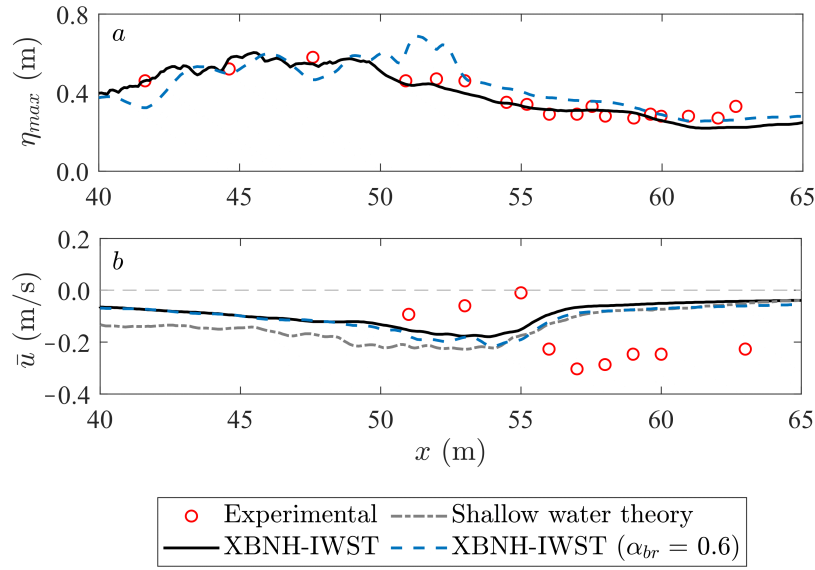 0.8
a
0.4
0.0
η_max (m)
40 45 50 55 60 65
0.2
b
0.0
−0.2
−0.4
ū (m/s)
40 45 50 55 60 65
x (m)
Experimental
Shallow water theory
XBNH-IWST
XBNH-IWST (α_br = 0.6)